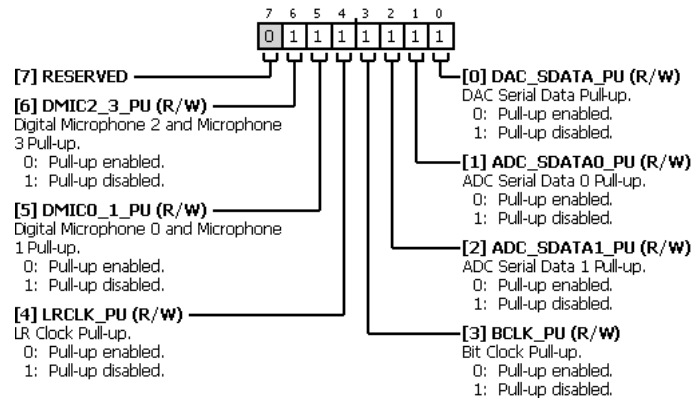 7 6 5 4 3 2 1 0
0 1 1 1 1 1 1 1
[7] RESERVED
[6] DMIC2_3_PU (R/W)
Digital Microphone 2 and Microphone
3 Pull-up.
0: Pull-up enabled.
1: Pull-up disabled.
[5] DMIC0_1_PU (R/W)
Digital Microphone 0 and Microphone
1 Pull-up.
0: Pull-up enabled.
1: Pull-up disabled.
[4] LRCLK_PU (R/W)
LR Clock Pull-up.
0: Pull-up enabled.
1: Pull-up disabled.
[0] DAC_SDATA_PU (R/W)
DAC Serial Data Pull-up.
0: Pull-up enabled.
1: Pull-up disabled.
[1] ADC_SDATA0_PU (R/W)
ADC Serial Data 0 Pull-up.
0: Pull-up enabled.
1: Pull-up disabled.
[2] ADC_SDATA1_PU (R/W)
ADC Serial Data 1 Pull-up.
0: Pull-up enabled.
1: Pull-up disabled.
[3] BCLK_PU (R/W)
Bit Clock Pull-up.
0: Pull-up enabled.
1: Pull-up disabled.